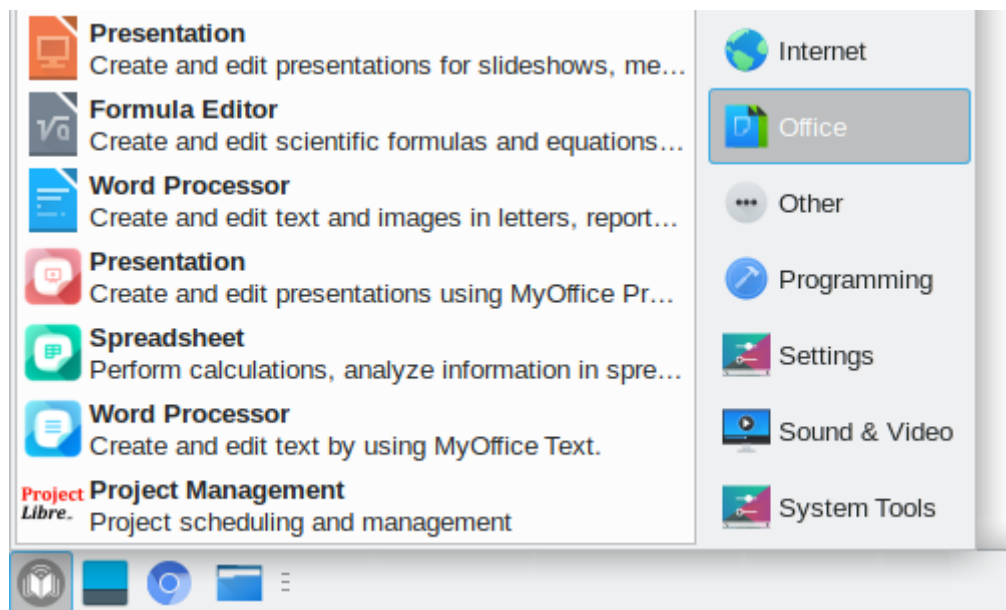 Presentation
Create and edit presentations for slideshows, me...
Formula Editor
Create and edit scientific formulas and equations...
Word Processor
Create and edit text and images in letters, report...
Presentation
Create and edit presentations using MyOffice Pr...
Spreadsheet
Perform calculations, analyze information in spre...
Word Processor
Create and edit text by using MyOffice Text.
Project
Libre
Project Management
Project scheduling and management
Internet
Office
Other
Programming
Settings
Sound & Video
System Tools